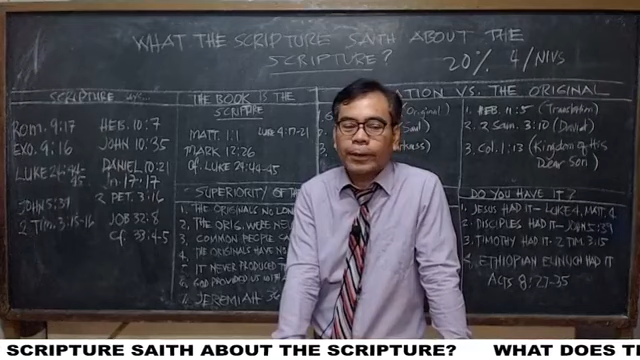 WHAT THE SCRIPTURE SAITH ABOUT THE
SCRIPTURE?
20% 4/NIVS
SCRIPTURE
ROM. 9:17
EXO. 9:16
LUKE 24:44-45
JOHN 5:39
2 TIM. 3:15-16
HEB. 10:7
JOHN 10:35
DANIEL 10:21
Jn. 17:17
2 PET. 3:16
JOB 32:8
Cf. 33:4-5
THE BOOK IS THE
SCRIPTURE
MATT. 1:1
LUKE 4:17-21
MARK 12:26
Cf. LUKE 24:44-45
SUPERIORITY OF THE
1. THE ORIGINALS NO LON
2. THE ORIG. WERE NEV
3. COMMON PEOPLE CA
4. THE ORIGINALS HAVE NO
5. IT NEVER PRODUCED T
6. GOD PROVIDED US WITH
7. JEREMIAH 36
TION VS. THE ORIGINAL
Original)
1. HEB. 11:5 (Translation)
2. 2 Sam. 3:10 (David)
3. Col. 1:13 (Kingdom of His
Dear Son)
DO YOU HAVE IT?
1. JESUS HAD IT - LUKE 4, MATT. 4
2. DISCIPLES HAD IT - JOHN 5:39
3. TIMOTHY HAD IT - 2 TIM. 3:15
4. ETHIOPIAN EUNUCH HAD IT
ACTS 8:27-35
SCRIPTURE SAITH ABOUT THE SCRIPTURE? WHAT DOES T